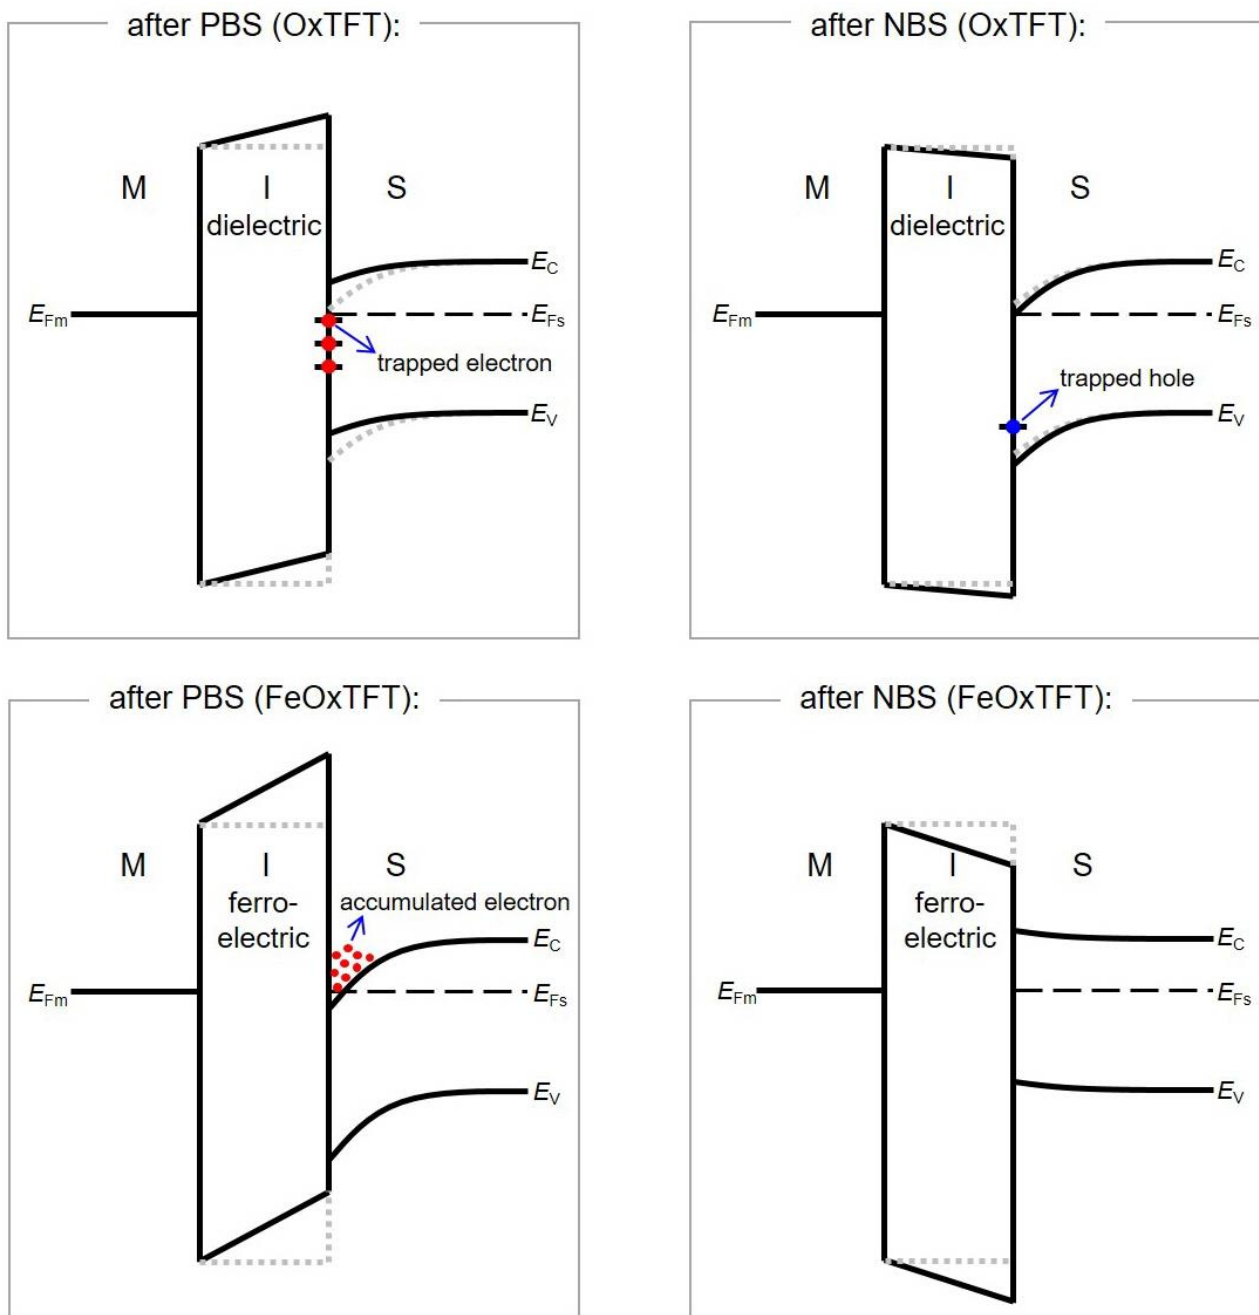 after PBS (OxTFT):
M
I
S
dielectric
EC
EFm
EFs
trapped electron
EV
after NBS (OxTFT):
M
I
S
dielectric
EC
EFm
EFs
trapped hole
EV
after PBS (FeOxTFT):
M
I
S
accumulated electron
ferro-
electric
EC
EFm
EFs
EV
after NBS (FeOxTFT):
M
I
S
ferro-
electric
EC
EFm
EFs
EV